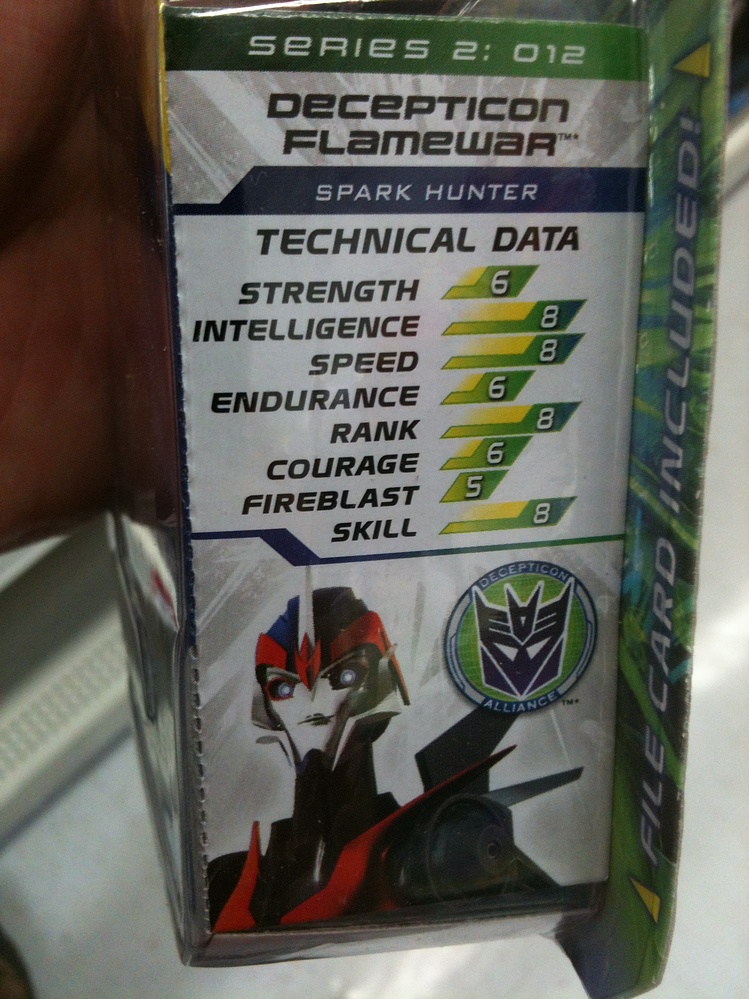 SERIES 2: 012
DECEPTICON
FLAMEWAR™*
SPARK HUNTER
TECHNICAL DATA
STRENGTH 6
INTELLIGENCE 8
SPEED 8
ENDURANCE 6
RANK 8
COURAGE 6
FIREBLAST 5
SKILL 8
DECEPTICON
ALLIANCE
™*
FILE CARD INCLUDED!